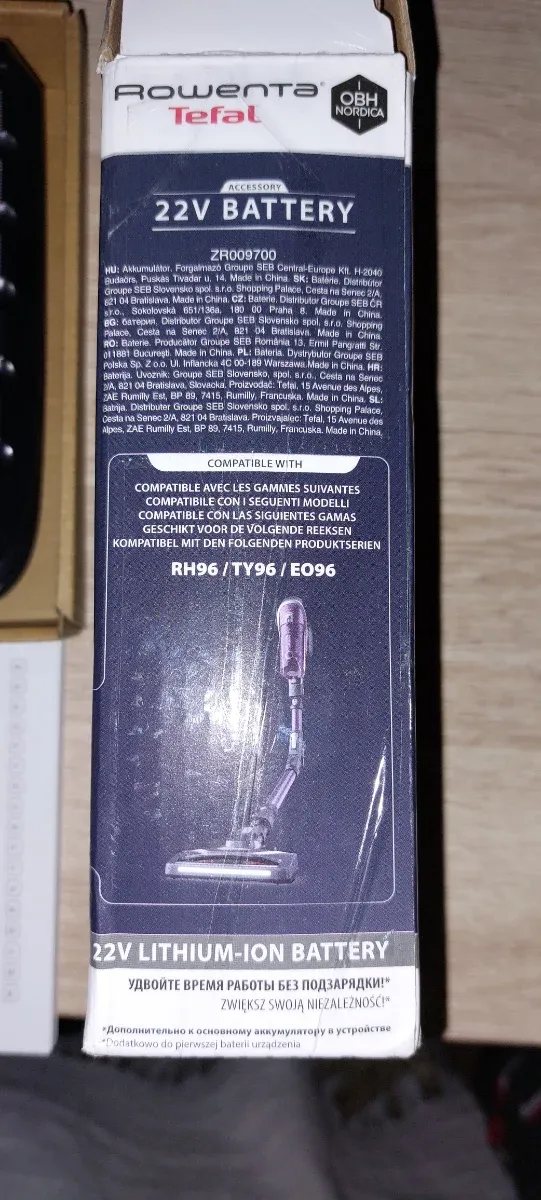 Rowenta
Tefal
OBH
NORDICA
ACCESSORY
22V BATTERY
ZR009700
HU: Akkumulátor. Forgalmazó Groupe SEB Central-Europe Kft. H-2040
Budaörs, Puskás Tivadar u. 14. Made in China. SK: Batérie. Distribútor
Groupe SEB Slovensko spol. s.r.o. Shopping Palace, Cesta na Senec 2/A,
821 04 Bratislava. Made in China. CZ: Baterie. Distributor Groupe SEB ČR
s.r.o., Sokolovská 651/136a, 180 00 Praha 8. Made in China.
BG: батерия, Distributor Groupe SEB Slovensko spol, s.r.o. Shopping
Palace, Cesta na Senec 2/A, 821 04 Bratislava. Made in China.
RO: Baterie. Producător Groupe SEB România 13, Ermil Pangratti Str.
011881 Bucureşti. Made in China. PL: Bateria. Dystrybutor Groupe SEB
Polska Sp. Z o.o. Ul. Inflancka 4C 00-189 Warszawa.Made in China. HR:
Baterija. Uvoznik: Groupe SEB Slovensko, spol., s.r.o., Cesta na Senec
2/A, 821 04 Bratislava, Slovacka. Proizvođač: Tefal, 15 Avenue des Alpes,
ZAE Rumilly Est, BP 89, 7415, Rumilly, Francuska. Made in China. SL:
Batrija. Distributer Groupe SEB Slovensko spol. s.r.o. Shopping Palace,
Cesta na Senec 2/A, 821 04 Bratislava. Proizvajalec: Tefal, 15 Avenue des
Alpes, ZAE Rumilly Est, BP 89, 7415, Rumilly, Francuska. Made in China.
COMPATIBLE WITH
COMPATIBLE AVEC LES GAMMES SUIVANTES
COMPATIBILE CON I SEGUENTI MODELLI
COMPATIBLE CON LAS SIGUIENTES GAMAS
GESCHIKT VOOR DE VOLGENDE REEKSEN
KOMPATIBEL MIT DEN FOLGENDEN PRODUKTSERIEN
RH96 / TY96 / EO96
22V LITHIUM-ION BATTERY
УДВОЙТЕ ВРЕМЯ РАБОТЫ БЕЗ ПОДЗАРЯДКИ!*
ZWIĘKSZ SWOJĄ NIEZALEŻNOŚĆ!*
*Дополнительно к основному аккумулятору в устройстве
*Dodatkowo do pierwszej baterii urządzenia